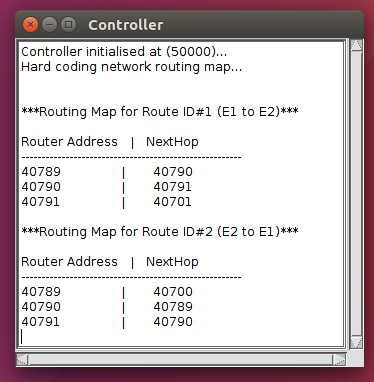 Controller
Controller initialised at (50000)...
Hard coding network routing map...
***Routing Map for Route ID#1 (E1 to E2)***
Router Address | NextHop
------------------------------------------------------
40789 | 40790
40790 | 40791
40791 | 40701
***Routing Map for Route ID#2 (E2 to E1)***
Router Address | NextHop
------------------------------------------------------
40789 | 40700
40790 | 40789
40791 | 40790